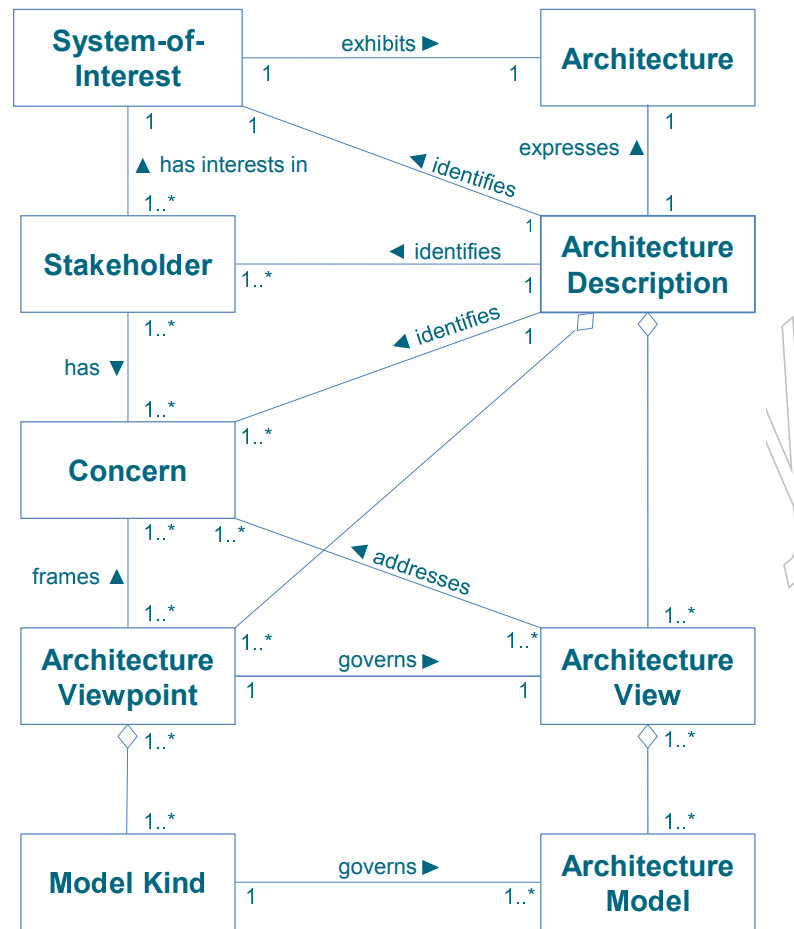 System-of-
Interest
exhibits ►
Architecture
1
1
1
1
1
▲ has interests in
expresses ▲
◄ identifies
1..*
1
1
Stakeholder
◄ identifies
Architecture
Description
1..*
1
1..*
◄ identifies
1
has ▼
1..*
1..*
Concern
1..*
1..*
◄ addresses
frames ▲
1..*
1..*
1..*
1..*
Architecture
Viewpoint
governs ►
Architecture
View
1
1
1..*
1..*
1..*
1..*
Model Kind
governs ►
Architecture
Model
1
1..*